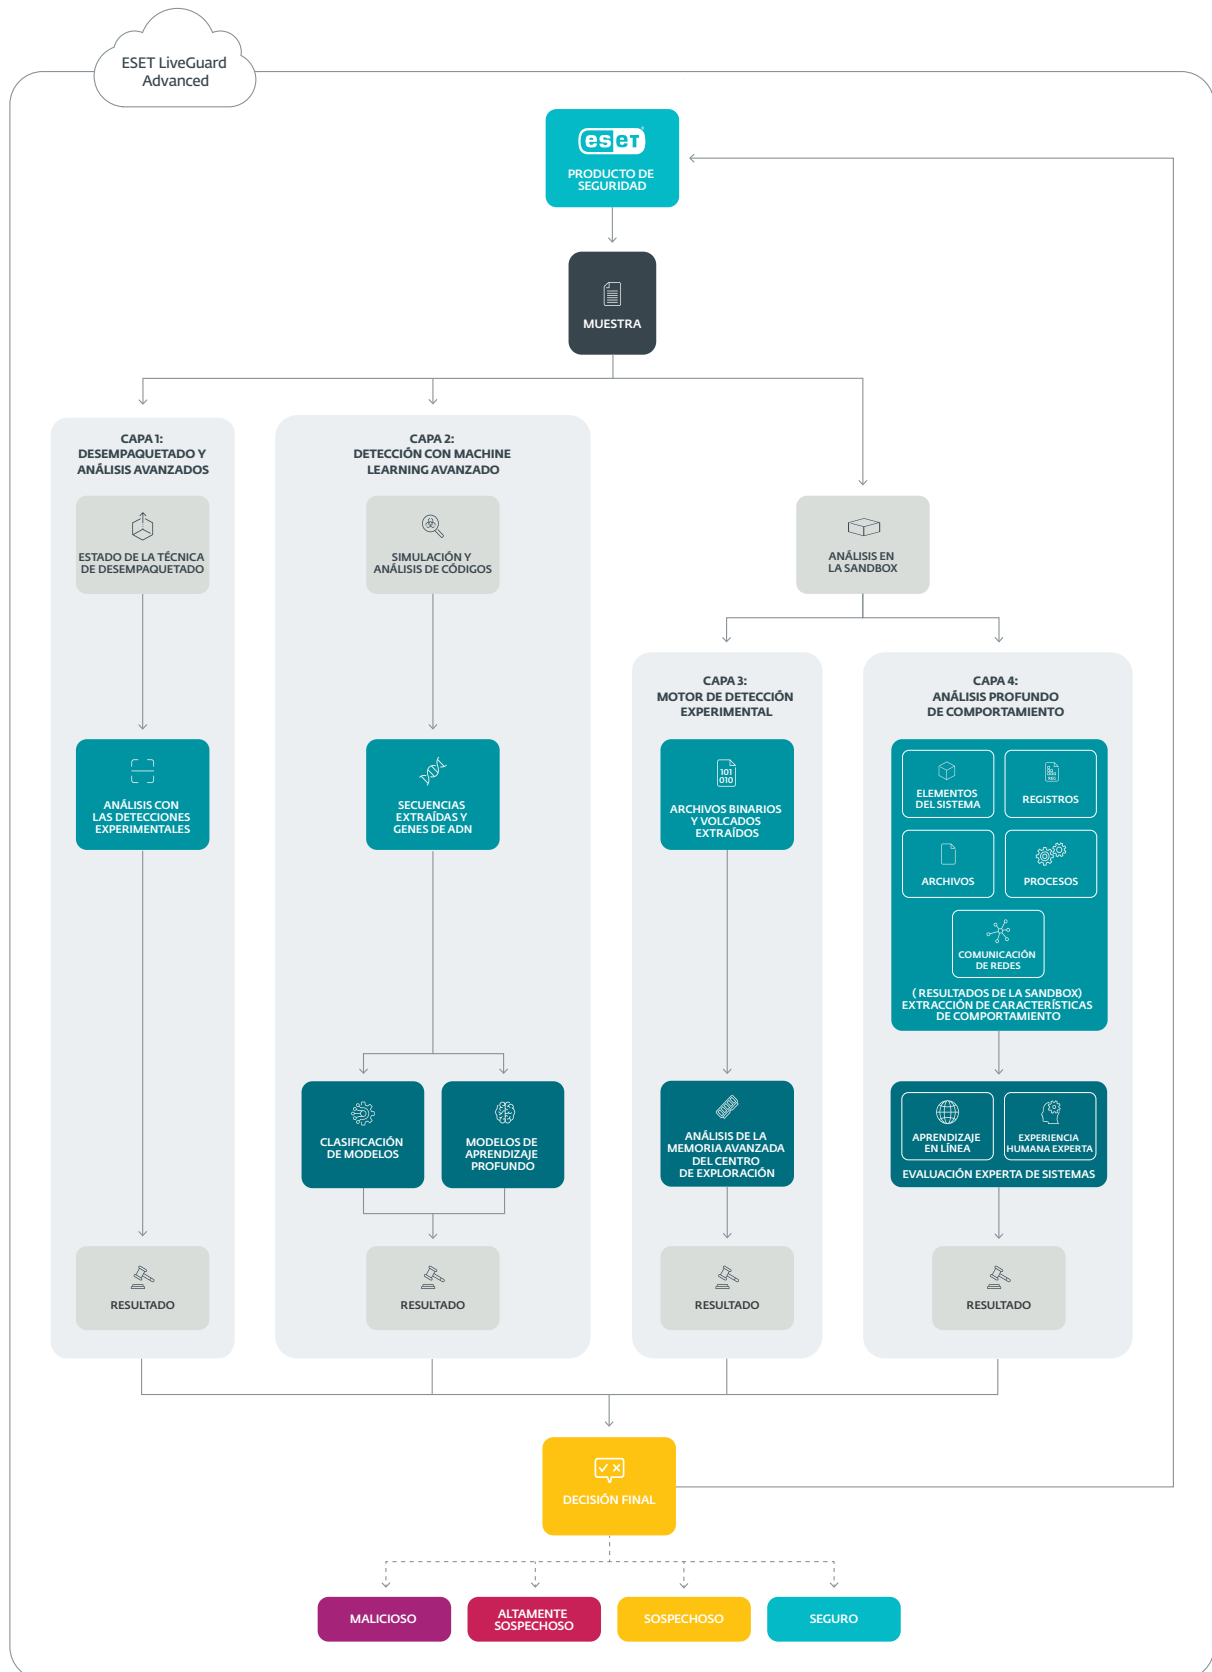 ESET LiveGuard
Advanced
eset
PRODUCTO DE
SEGURIDAD
MUESTRA
CAPA 1:
DESEMPAQUETADO Y
ANÁLISIS AVANZADOS
ESTADO DE LA TÉCNICA
DE DESEMPAQUETADO
ANÁLISIS CON
LAS DETECCIONES
EXPERIMENTALES
RESULTADO
CAPA 2:
DETECCIÓN CON MACHINE
LEARNING AVANZADO
SIMULACIÓN Y
ANÁLISIS DE CÓDIGOS
SECUENCIAS
EXTRAÍDAS Y
GENES DE ADN
CLASIFICACIÓN
DE MODELOS
MODELOS DE
APRENDIZAJE
PROFUNDO
RESULTADO
ANÁLISIS EN
LA SANDBOX
CAPA 3:
MOTOR DE DETECCIÓN
EXPERIMENTAL
101
010
ARCHIVOS BINARIOS
Y VOLCADOS
EXTRAÍDOS
ANÁLISIS DE LA
MEMORIA AVANZADA
DEL CENTRO
DE EXPLORACIÓN
RESULTADO
CAPA 4:
ANÁLISIS PROFUNDO
DE COMPORTAMIENTO
ELEMENTOS
DEL SISTEMA
REG
REGISTROS
ARCHIVOS
PROCESOS
COMUNICACIÓN
DE REDES
( RESULTADOS DE LA SANDBOX)
EXTRACCIÓN DE CARACTERÍSTICAS
DE COMPORTAMIENTO
APRENDIZAJE
EN LÍNEA
EXPERIENCIA
HUMANA EXPERTA
EVALUACIÓN EXPERTA DE SISTEMAS
RESULTADO
DECISIÓN FINAL
MALICIOSO
ALTAMENTE
SOSPECHOSO
SOSPECHOSO
SEGURO